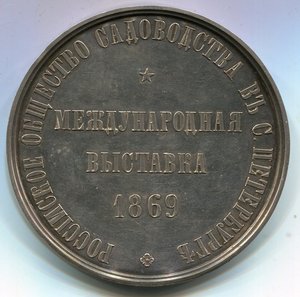 РОССІЙСКОЕ ОБЩЕСТВО САДОВОДСТВА ВЪ С. ПЕТЕРБУРГѢ
МЕЖДУНАРОДНАЯ
ВЫСТАВКА
1869